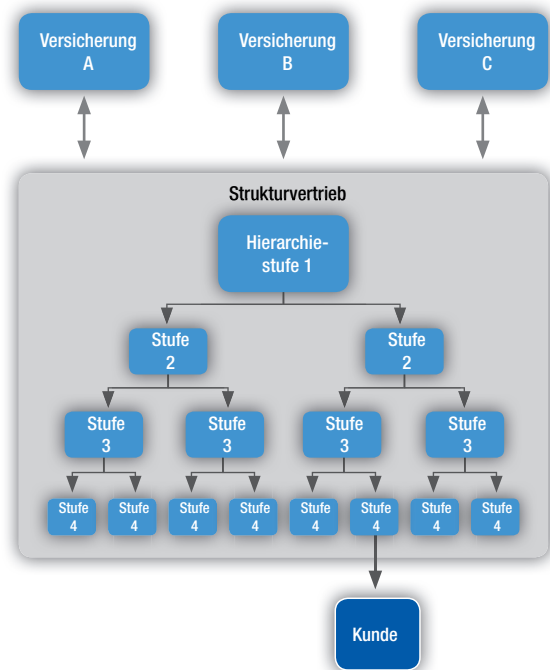 Versicherung
A
Versicherung
B
Versicherung
C
Strukturvertrieb
Hierarchie-
stufe 1
Stufe
2
Stufe
2
Stufe
3
Stufe
3
Stufe
3
Stufe
3
Stufe
4
Stufe
4
Stufe
4
Stufe
4
Stufe
4
Stufe
4
Stufe
4
Stufe
4
Kunde